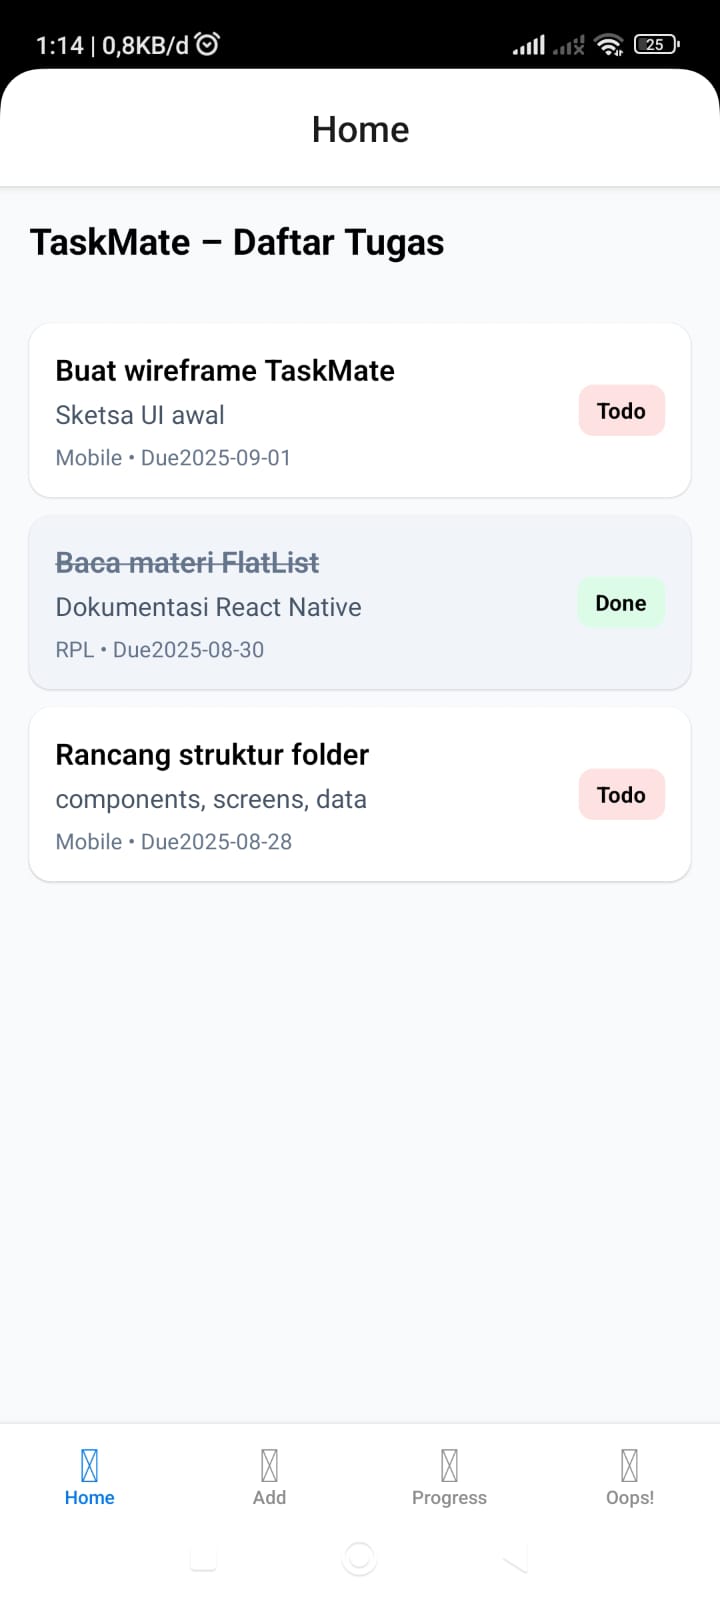 1:14 | 0,8KB/d
25
Home
TaskMate – Daftar Tugas
Buat wireframe TaskMate
Sketsa UI awal
Mobile • Due2025-09-01
Todo
Baca materi FlatList
Dokumentasi React Native
RPL • Due2025-08-30
Done
Rancang struktur folder
components, screens, data
Mobile • Due2025-08-28
Todo
Home
Add
Progress
Oops!